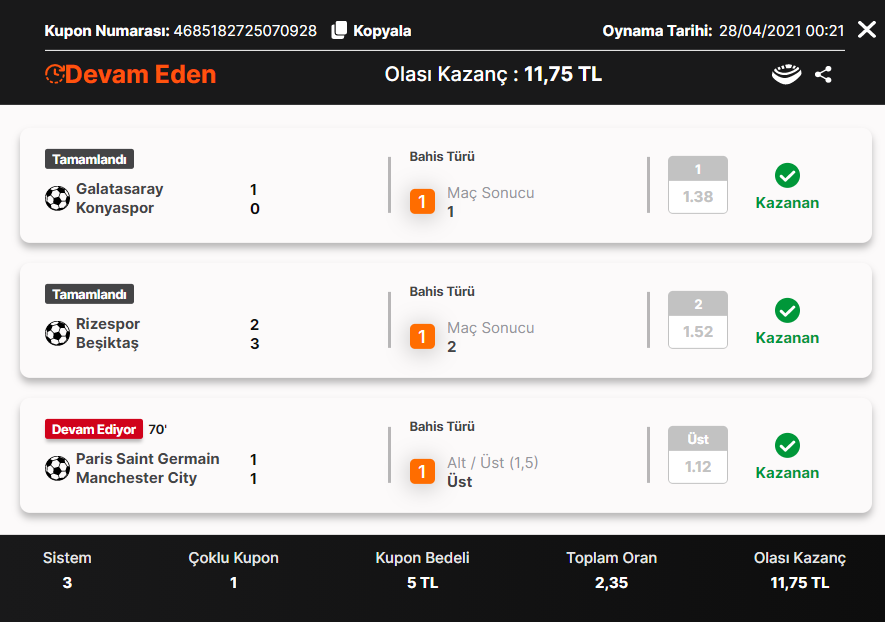 Kupon Numarası: 4685182725070928 Kopyala Oynama Tarihi: 28/04/2021 00:21
Devam Eden Olası Kazanç : 11,75 TL
Tamamlandı
Galatasaray 1
Konyaspor 0
Bahis Türü
1 Maç Sonucu
1
1
1.38
Kazanan
Tamamlandı
Rizespor 2
Beşiktaş 3
Bahis Türü
1 Maç Sonucu
2
2
1.52
Kazanan
Devam Ediyor 70'
Paris Saint Germain 1
Manchester City 1
Bahis Türü
1 Alt / Üst (1,5)
Üst
Üst
1.12
Kazanan
Sistem Çoklu Kupon Kupon Bedeli Toplam Oran Olası Kazanç
3 1 5 TL 2,35 11,75 TL